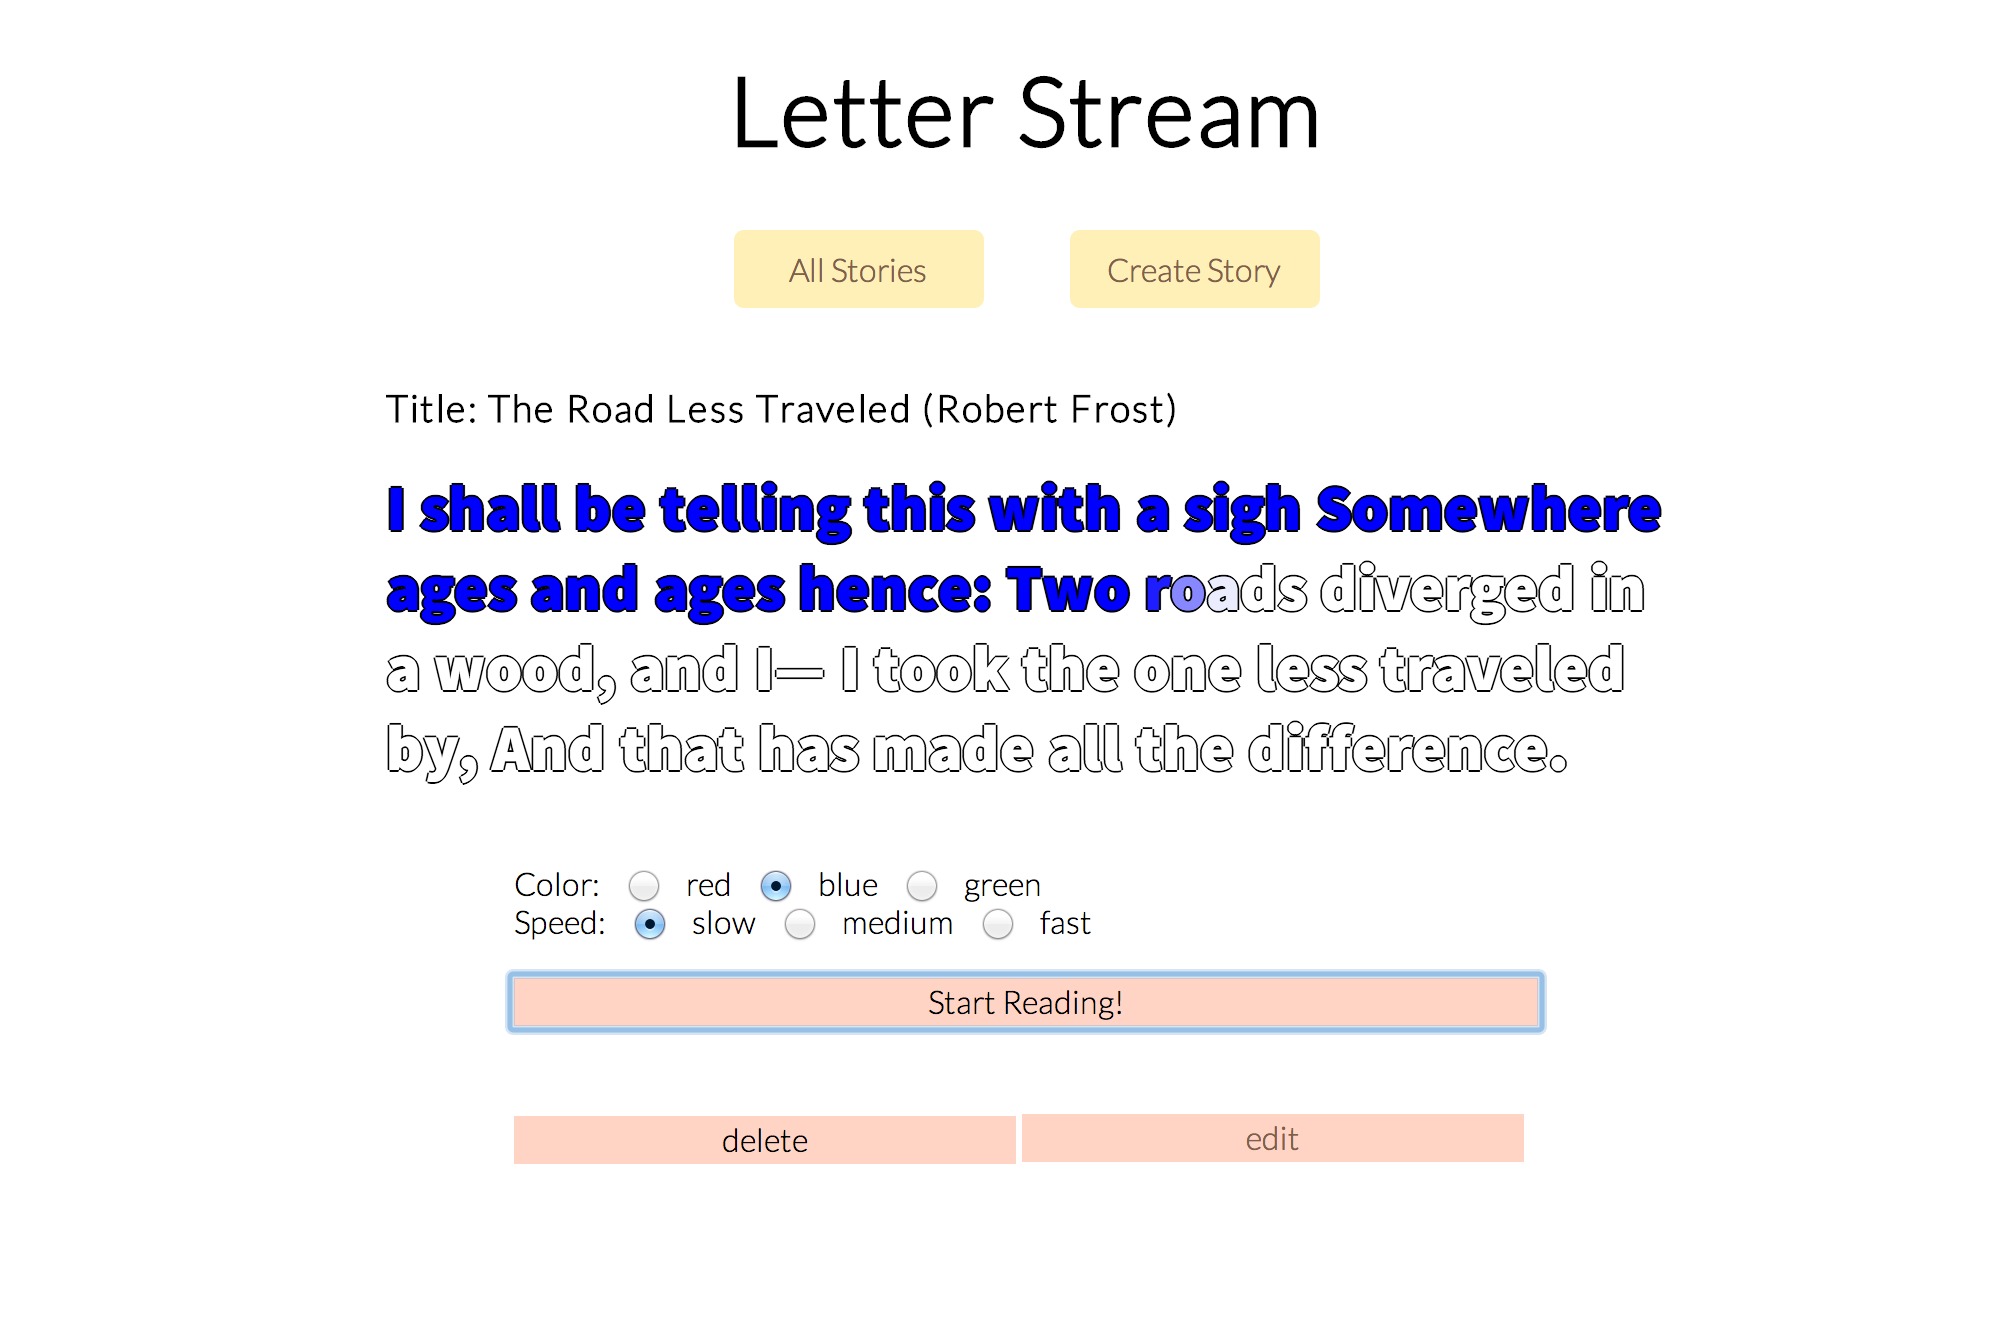 Letter Stream
All Stories
Create Story
Title: The Road Less Traveled (Robert Frost)
I shall be telling this with a sigh Somewhere
ages and ages hence: Two roads diverged in
a wood, and I— I took the one less traveled
by, And that has made all the difference.
Color: red blue green
Speed: slow medium fast
Start Reading!
delete
edit